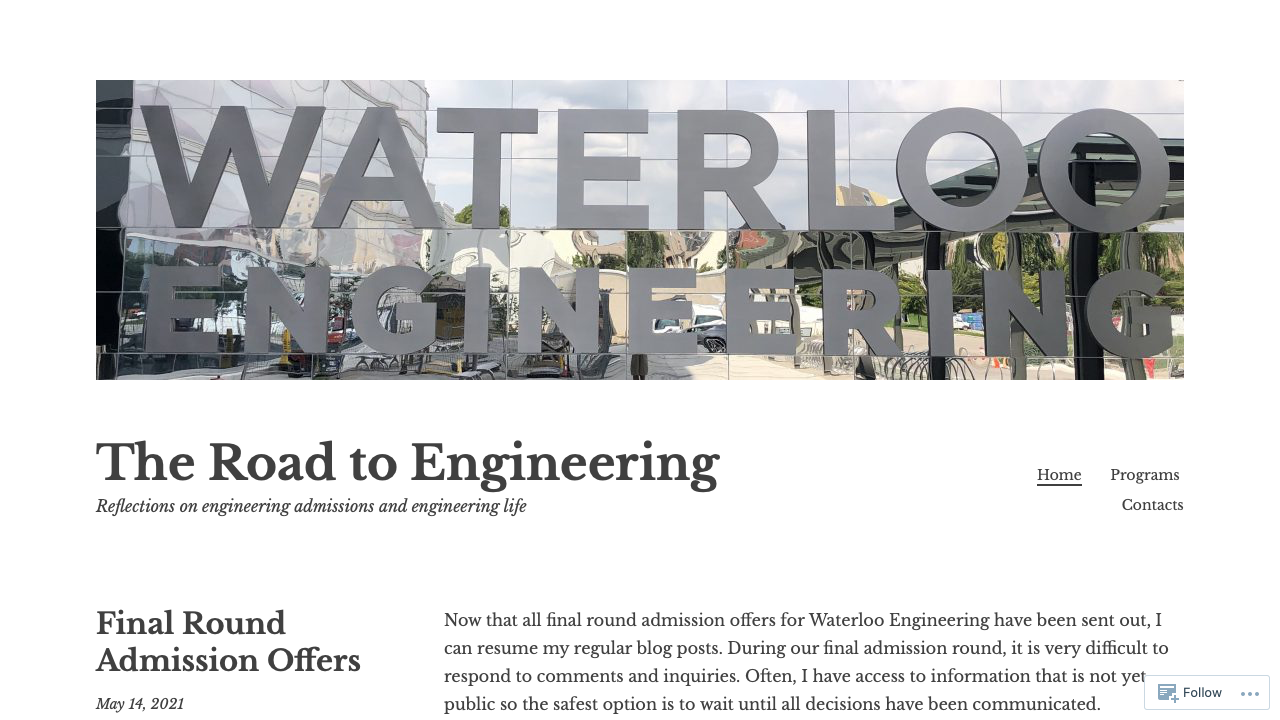 WATERLOO
ENGINEERING
The Road to Engineering
Reflections on engineering admissions and engineering life
Home Programs
Contacts
Final Round
Admission Offers
May 14, 2021
Now that all final round admission offers for Waterloo Engineering have been sent out, I
can resume my regular blog posts. During our final admission round, it is very difficult to
respond to comments and inquiries. Often, I have access to information that is not yet
public so the safest option is to wait until all decisions have been communicated.
Follow